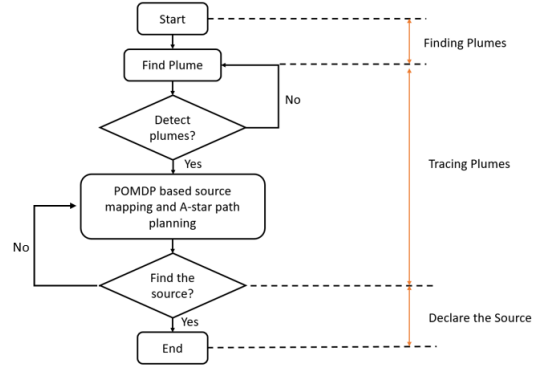 Start
Finding Plumes
Find Plume
No
Detect
plumes?
Yes
Tracing Plumes
POMDP based source
mapping and A-star path
planning
No
Find the
source?
Yes
Declare the Source
End